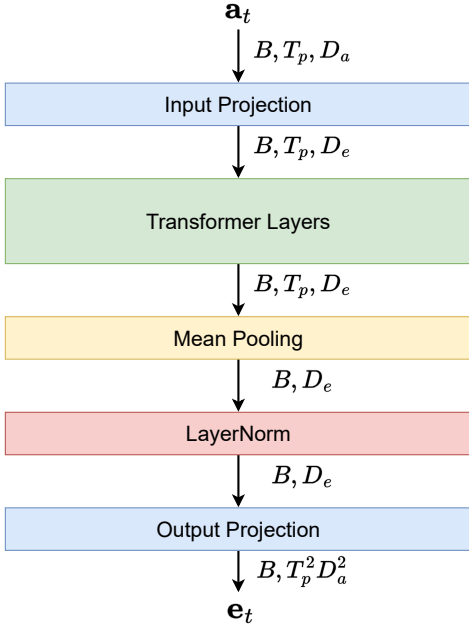 a_t
B, T_p, D_a
Input Projection
B, T_p, D_e
Transformer Layers
B, T_p, D_e
Mean Pooling
B, D_e
LayerNorm
B, D_e
Output Projection
B, T_p^2 D_a^2
e_t